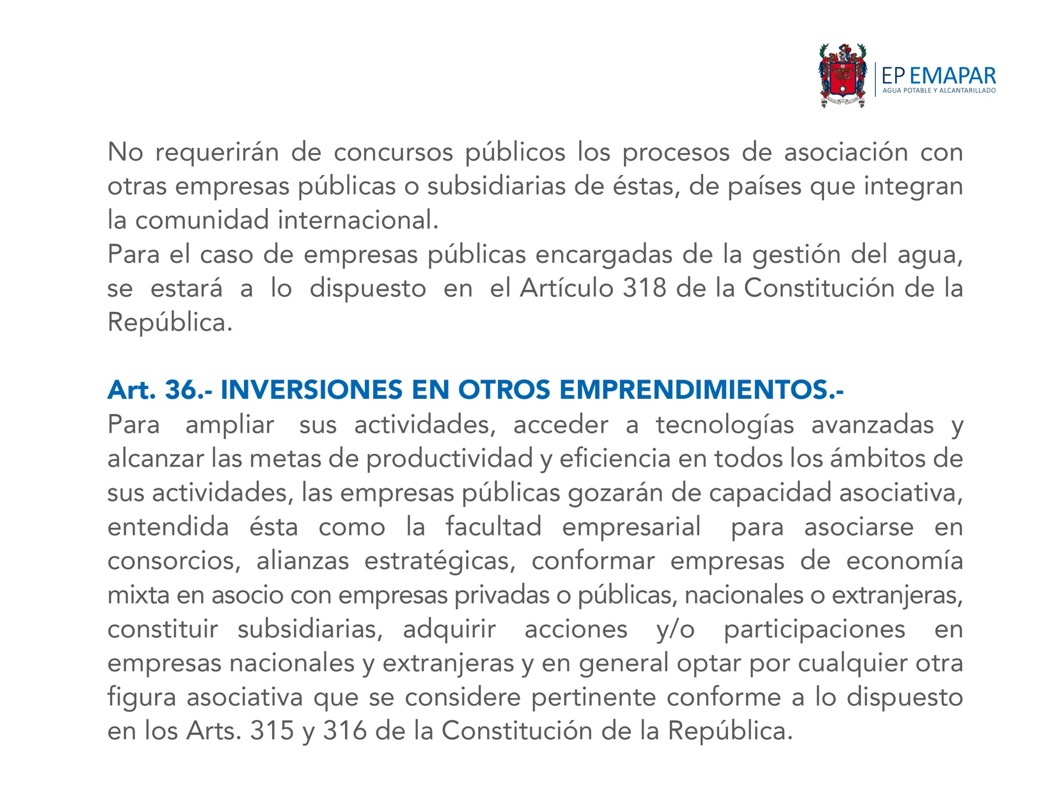 EP EMAPAR
AGUA POTABLE Y ALCANTARILLADO
No requerirán de concursos públicos los procesos de asociación con
otras empresas públicas o subsidiarias de éstas, de países que integran
la comunidad internacional.
Para el caso de empresas públicas encargadas de la gestión del agua,
se estará a lo dispuesto en el Artículo 318 de la Constitución de la
República.
Art. 36.- INVERSIONES EN OTROS EMPRENDIMIENTOS.-
Para ampliar sus actividades, acceder a tecnologías avanzadas y
alcanzar las metas de productividad y eficiencia en todos los ámbitos de
sus actividades, las empresas públicas gozarán de capacidad asociativa,
entendida ésta como la facultad empresarial para asociarse en
consorcios, alianzas estratégicas, conformar empresas de economía
mixta en asocio con empresas privadas o públicas, nacionales o extranjeras,
constituir subsidiarias, adquirir acciones y/o participaciones en
empresas nacionales y extranjeras y en general optar por cualquier otra
figura asociativa que se considere pertinente conforme a lo dispuesto
en los Arts. 315 y 316 de la Constitución de la República.